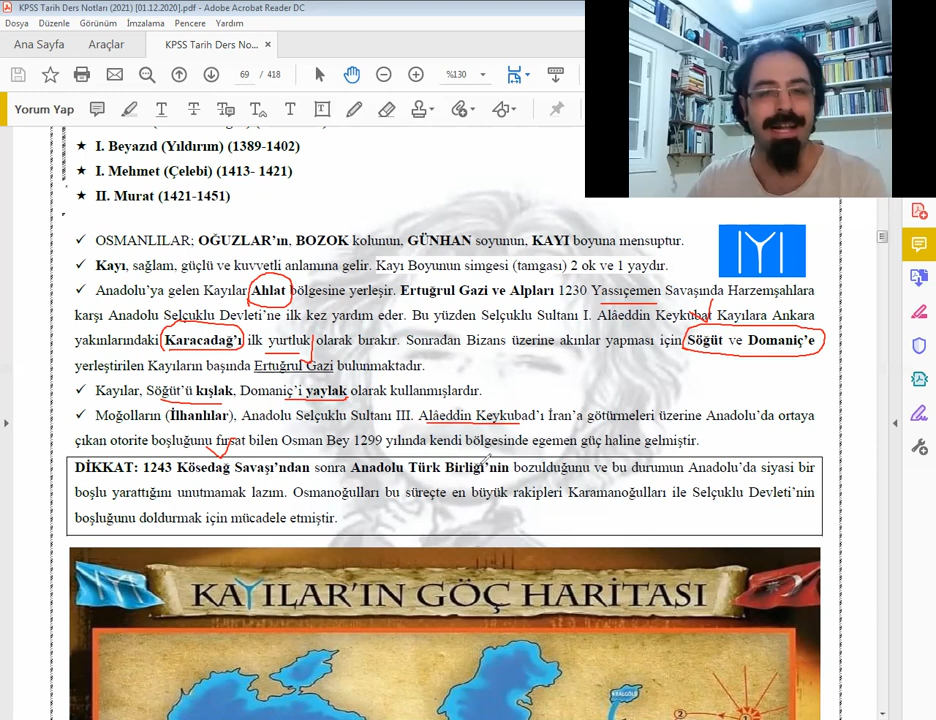 KPSS Tarih Ders Notları (2021) [01.12.2020].pdf - Adobe Acrobat Reader DC
Dosya Düzenle Görünüm İmzalama Pencere Yardım
Ana Sayfa Araçlar KPSS Tarih Ders No... ×
69 / 418 %130
Yorum Yap
★ I. Beyazıd (Yıldırım) (1389-1402)
★ I. Mehmet (Çelebi) (1413- 1421)
★ II. Murat (1421-1451)
✓ OSMANLILAR; OĞUZLAR'ın, BOZOK kolunun, GÜNHAN soyunun, KAYI boyuna mensuptur.
✓ Kayı, sağlam, güçlü ve kuvvetli anlamına gelir. Kayı Boyunun simgesi (tamgası) 2 ok ve 1 yaydır.
✓ Anadolu'ya gelen Kayılar Ahlat bölgesine yerleşir. Ertuğrul Gazi ve Alpları 1230 Yassıçemen Savaşında Harzemşahlara
karşı Anadolu Selçuklu Devleti'ne ilk kez yardım eder. Bu yüzden Selçuklu Sultanı I. Alâeddin Keykubat Kayılara Ankara
yakınlarındaki Karacadağ'ı ilk yurtluk olarak bırakır. Sonradan Bizans üzerine akınlar yapması için Söğüt ve Domaniç'e
yerleştirilen Kayıların başında Ertuğrul Gazi bulunmaktadır.
✓ Kayılar, Söğüt'ü kışlak, Domaniç'i yaylak olarak kullanmışlardır.
✓ Moğolların (İlhanlılar), Anadolu Selçuklu Sultanı III. Alâeddin Keykubad'ı İran'a götürmeleri üzerine Anadolu'da ortaya
çıkan otorite boşluğunu fırsat bilen Osman Bey 1299 yılında kendi bölgesinde egemen güç haline gelmiştir.
DİKKAT: 1243 Kösedağ Savaşı'ndan sonra Anadolu Türk Birliği'nin bozulduğunu ve bu durumun Anadolu'da siyasi bir
boşlu yarattığını unutmamak lazım. Osmanoğulları bu süreçte en büyük rakipleri Karamanoğulları ile Selçuklu Devleti'nin
boşluğunu doldurmak için mücadele etmiştir.
KAYILAR'IN GÖÇ HARİTASI
ARALGÖLÜ
2 1